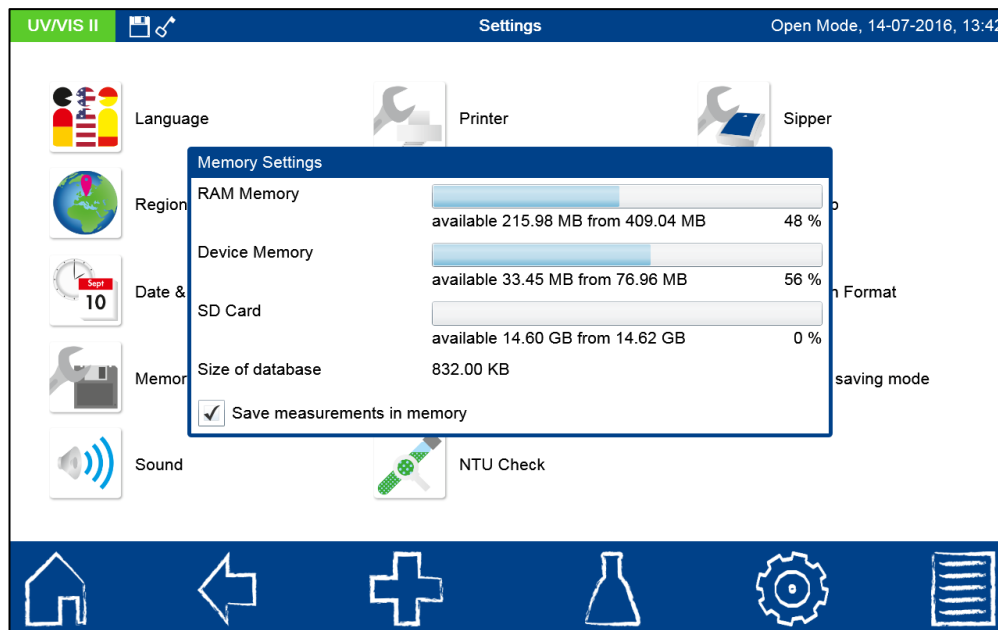 UV/VIS II Settings Open Mode, 14-07-2016, 13:42
Language Printer Sipper
Memory Settings
RAM Memory
available 215.98 MB from 409.04 MB 48 %
Region
Device Memory
available 33.45 MB from 76.96 MB 56 %
Sept
10
Date &
Format
SD Card
available 14.60 GB from 14.62 GB 0 %
Size of database 832.00 KB
Memor
saving mode
Save measurements in memory
Sound NTU Check